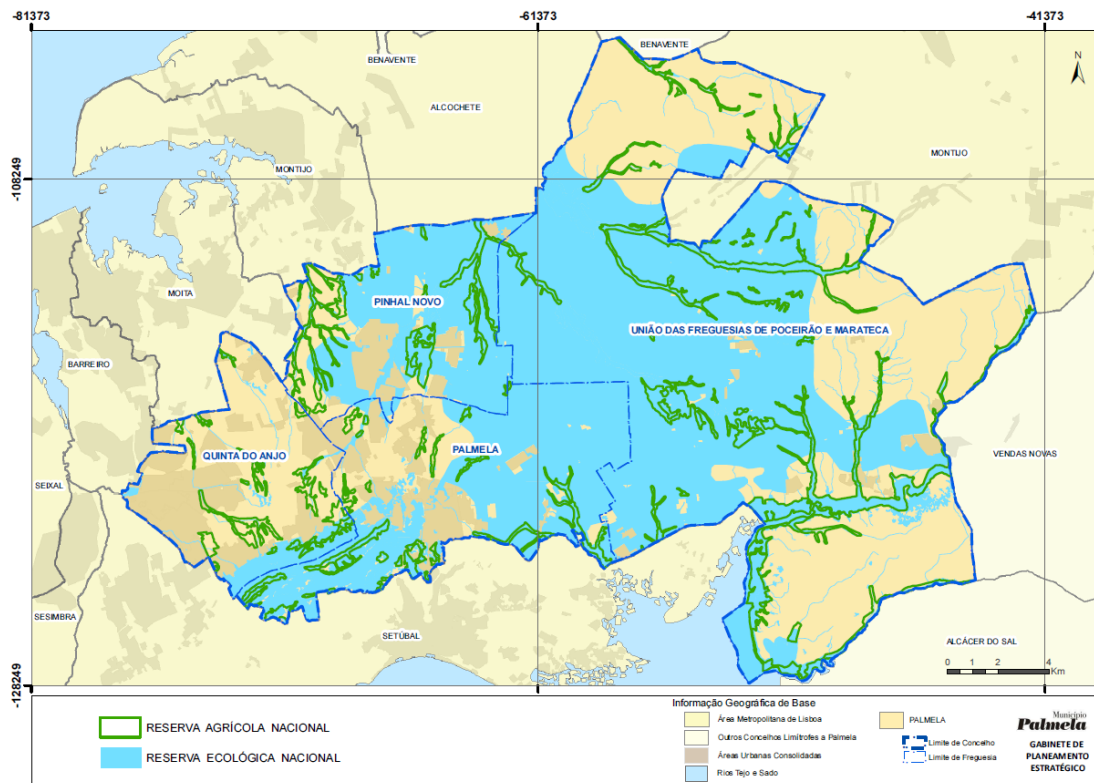 -81373
-61373
-41373
BENAVENTE
BENAVENTE
N
ALCOCHETE
MONTIJO
MONTIJO
-108249
MOITA
PINHAL NOVO
UNIÃO DAS FREGUESIAS DE POCEIRÃO E MARATECA
BARREIRO
QUINTA DO ANJO
PALMELA
VENDAS NOVAS
SEIXAL
SESIMBRA
SETÚBAL
ALCÁCER DO SAL
0 1 2 4
Km
-128249
RESERVA AGRÍCOLA NACIONAL
RESERVA ECOLÓGICA NACIONAL
Informação Geográfica de Base
Área Metropolitana de Lisboa
Outros Concelhos Limítrofes a Palmela
Áreas Urbanas Consolidadas
Rios Tejo e Sado
PALMELA
Limite de Concelho
Limite de Freguesia
Município
Palmela
GABINETE DE
PLANEAMENTO
ESTRATÉGICO